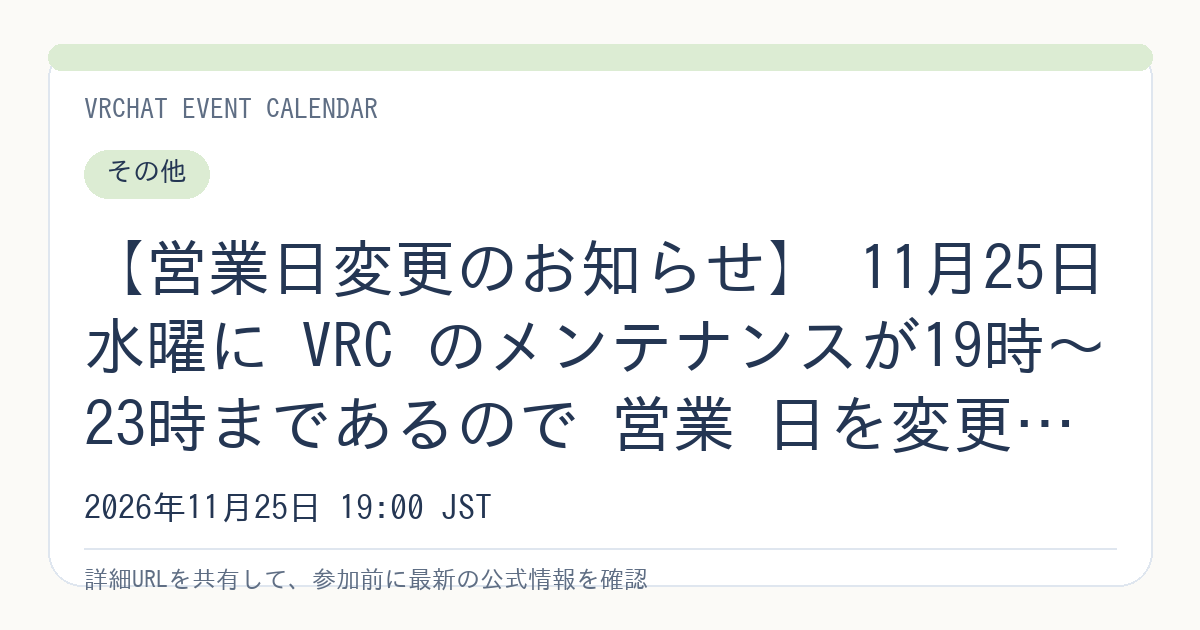 VRCHAT EVENT CALENDAR
その他
【営業日変更のお知らせ】 11月25日
水曜に VRC のメンテナンスが19時〜
23時まであるので 営業 日を変更…
2026年11月25日 19:00 JST
詳細URLを共有して、参加前に最新の公式情報を確認